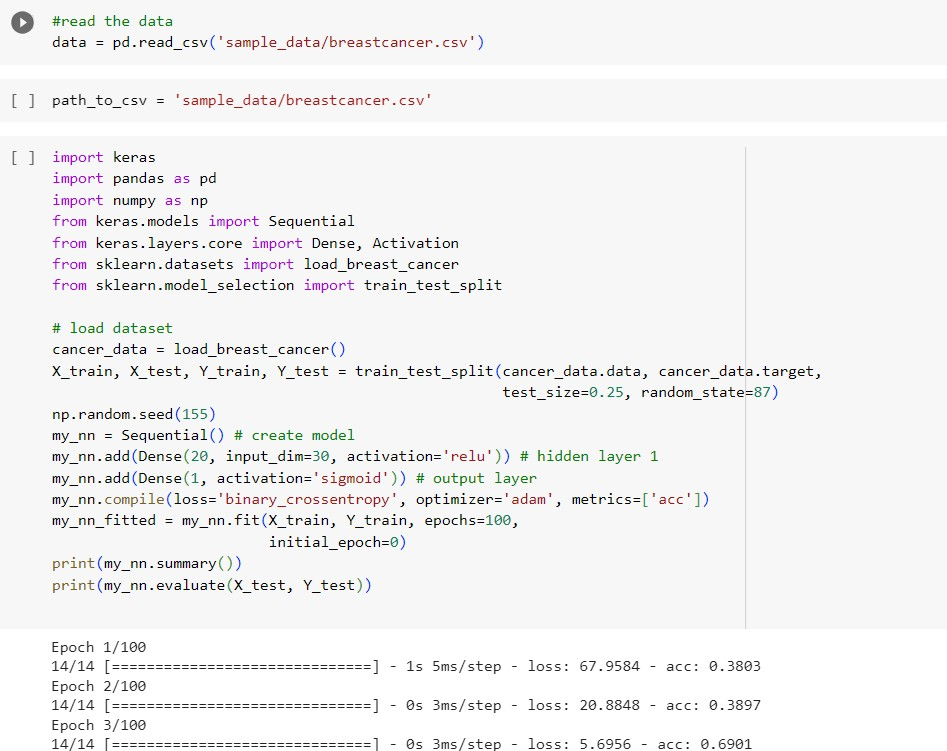 #read the data
data = pd.read_csv('sample_data/breastcancer.csv')
[ ] path_to_csv = 'sample_data/breastcancer.csv'
[ ] import keras
import pandas as pd
import numpy as np
from keras.models import Sequential
from keras.layers.core import Dense, Activation
from sklearn.datasets import load_breast_cancer
from sklearn.model_selection import train_test_split
# load dataset
cancer_data = load_breast_cancer()
X_train, X_test, Y_train, Y_test = train_test_split(cancer_data.data, cancer_data.target,
test_size=0.25, random_state=87)
np.random.seed(155)
my_nn = Sequential() # create model
my_nn.add(Dense(20, input_dim=30, activation='relu')) # hidden layer 1
my_nn.add(Dense(1, activation='sigmoid')) # output layer
my_nn.compile(loss='binary_crossentropy', optimizer='adam', metrics=['acc'])
my_nn_fitted = my_nn.fit(X_train, Y_train, epochs=100,
initial_epoch=0)
print(my_nn.summary())
print(my_nn.evaluate(X_test, Y_test))
Epoch 1/100
14/14 [==============================] - 1s 5ms/step - loss: 67.9584 - acc: 0.3803
Epoch 2/100
14/14 [==============================] - 0s 3ms/step - loss: 20.8848 - acc: 0.3897
Epoch 3/100
14/14 [==============================] - 0s 3ms/step - loss: 5.6956 - acc: 0.6901